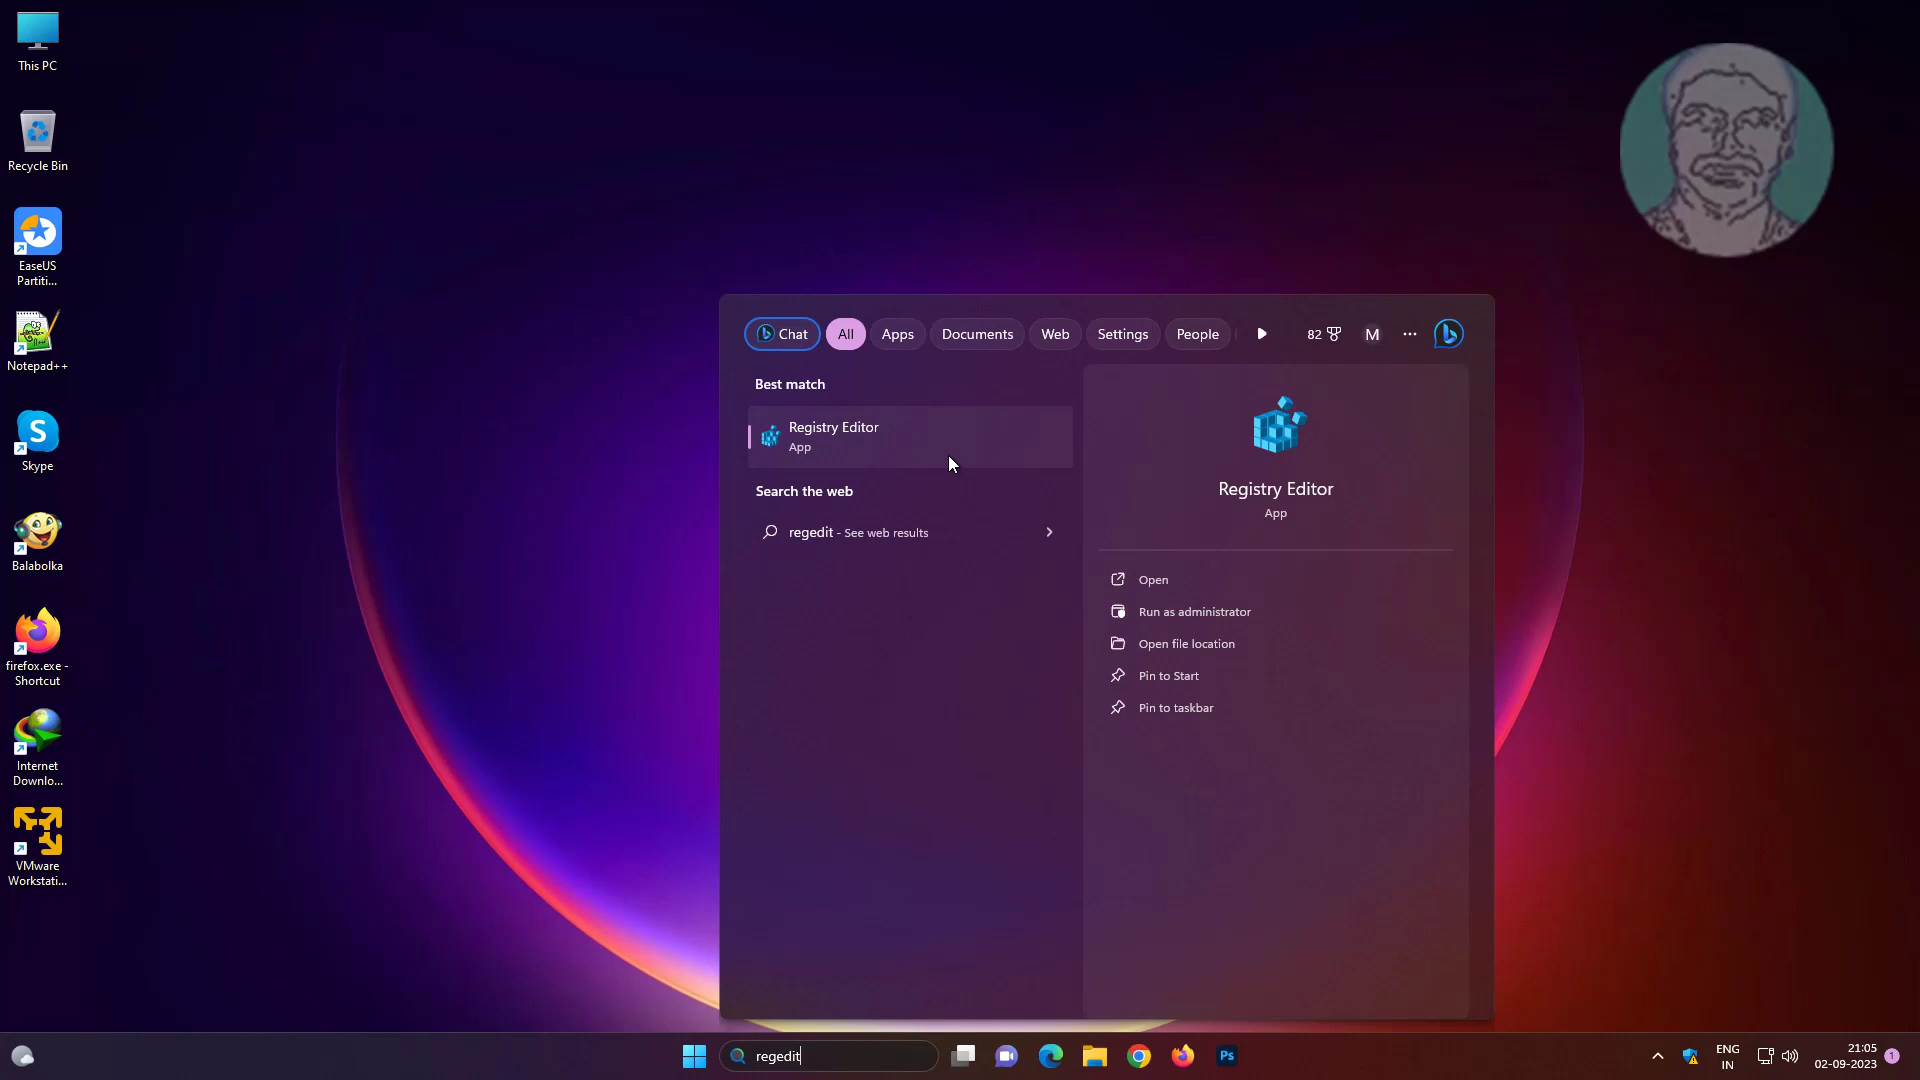 This PC
Recycle Bin
EaseUS
Partiti...
Notepad++
Skype
Balabolka
firefox.exe -
Shortcut
Internet
Downlo...
VMware
Workstati...
Chat
All
Apps
Documents
Web
Settings
People
82
M
Best match
Registry Editor
App
Search the web
regedit - See web results
Registry Editor
App
Open
Run as administrator
Open file location
Pin to Start
Pin to taskbar
regedit
Ps
ENG
IN
21:05
02-09-2023
1